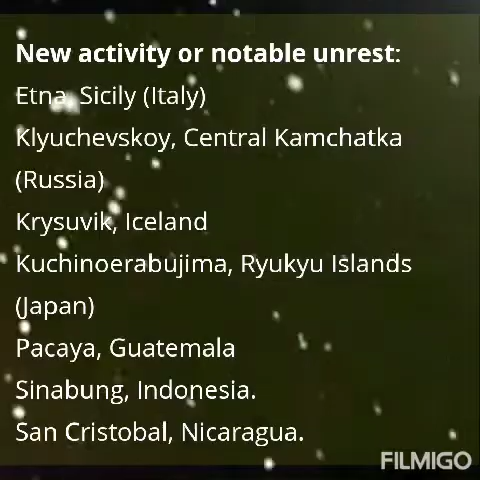 New activity or notable unrest:
Etna, Sicily (Italy)
Klyuchevskoy, Central Kamchatka
(Russia)
Krysuvik, Iceland
Kuchinoerabujima, Ryukyu Islands
(Japan)
Pacaya, Guatemala
Sinabung, Indonesia.
San Cristobal, Nicaragua.
FILMIGO